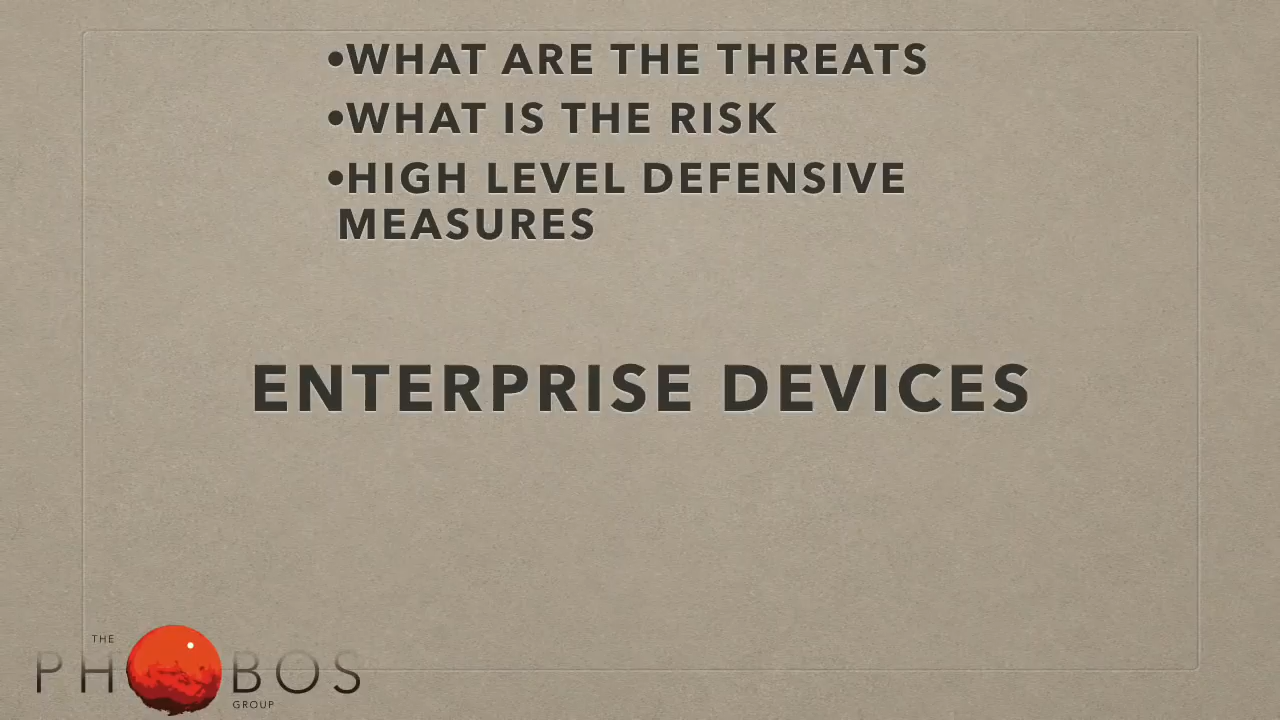 •WHAT ARE THE THREATS
•WHAT IS THE RISK
•HIGH LEVEL DEFENSIVE
MEASURES
ENTERPRISE DEVICES
THE
PHOBOS
GROUP